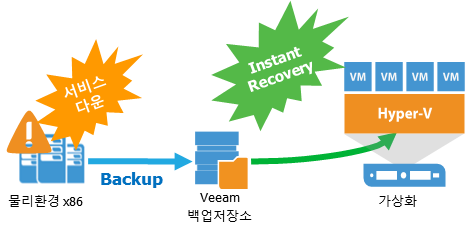 서비스
다운
Instant
Recovery
VM VM VM VM
Hyper-V
Backup
물리환경 x86
Veeam
백업저장소
가상화